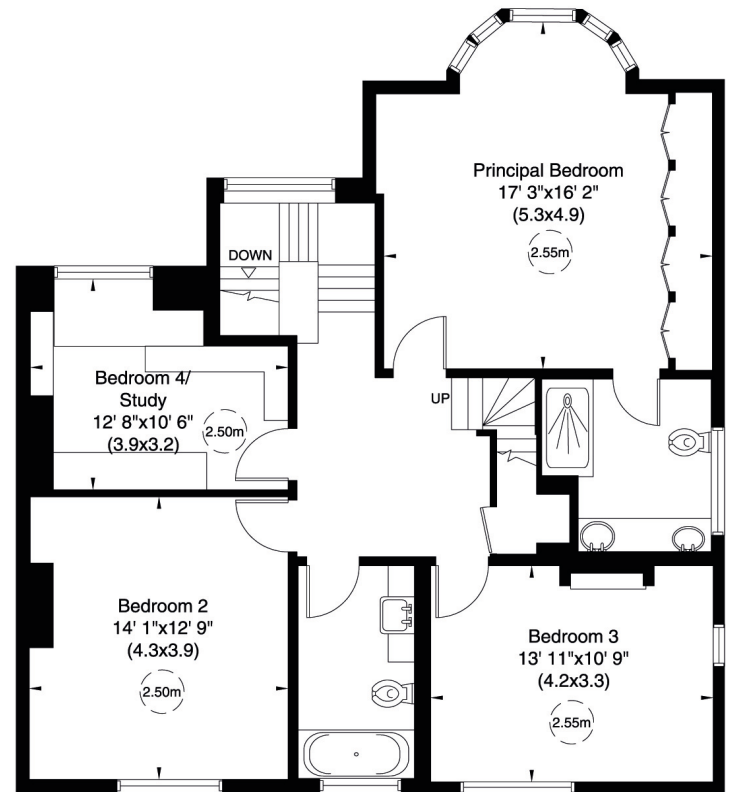 Principal Bedroom
17' 3"x16' 2"
(5.3x4.9)
2.55m
DOWN
Bedroom 4/
Study
12' 8"x10' 6"
(3.9x3.2)
2.50m
UP
Bedroom 2
14' 1"x12' 9"
(4.3x3.9)
2.50m
Bedroom 3
13' 11"x10' 9"
(4.2x3.3)
2.55m